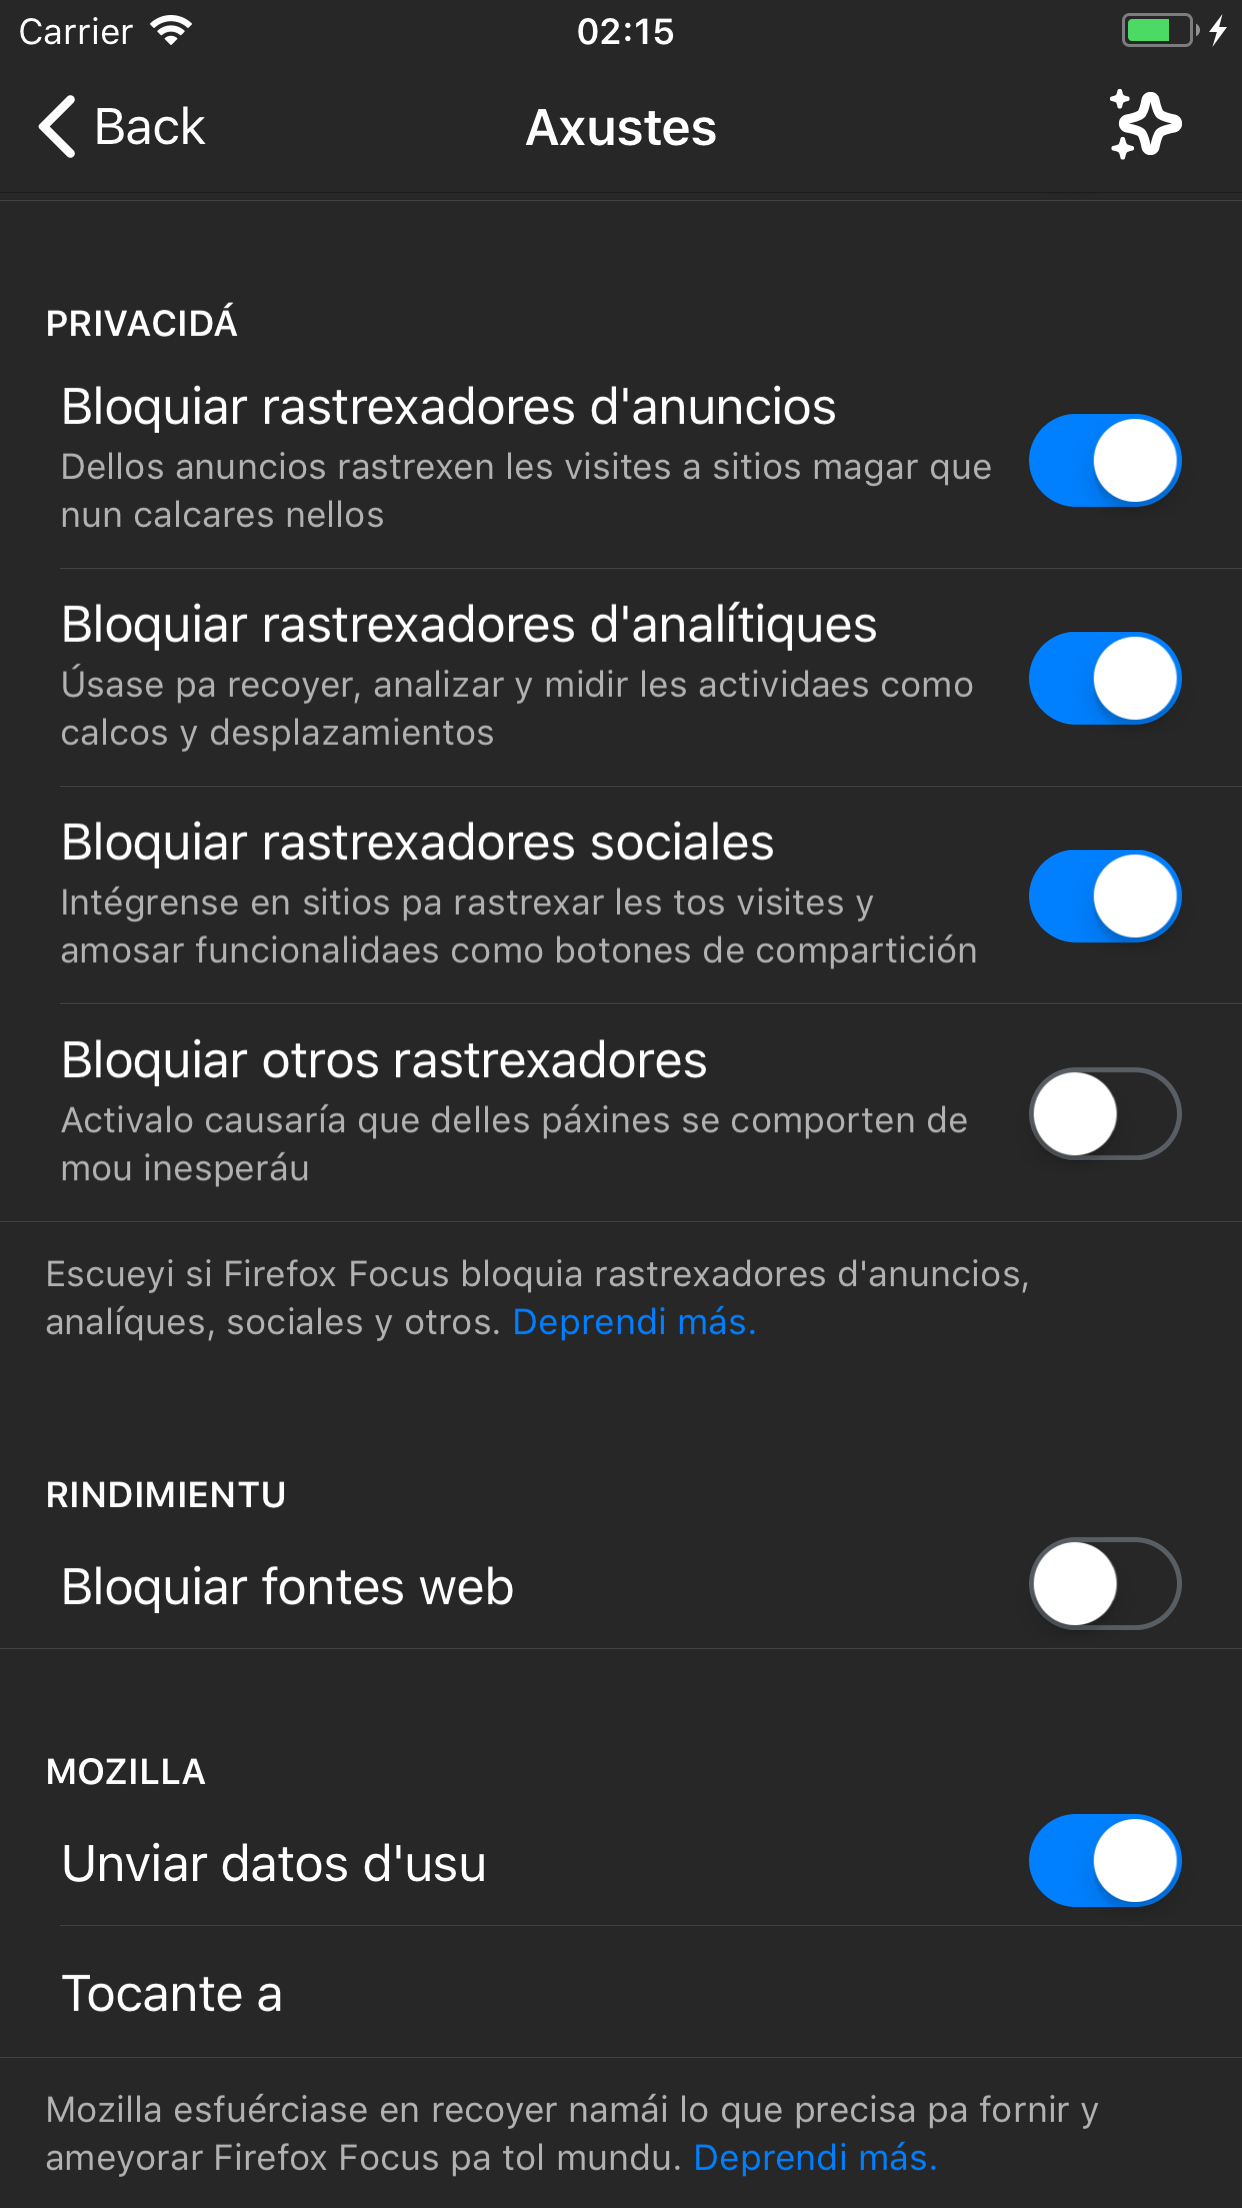 Carrier
02:15
Back
Axustes
PRIVACIDÁ
Bloquiar rastrexadores d'anuncios
Dellos anuncios rastrexen les visites a sitios magar que
nun calcares nellos
Bloquiar rastrexadores d'analítiques
Úsase pa recoyer, analizar y midir les actividaes como
calcos y desplazamientos
Bloquiar rastrexadores sociales
Intégrense en sitios pa rastrexar les tos visites y
amosar funcionalidaes como botones de compartición
Bloquiar otros rastrexadores
Activalo causaría que delles páxines se comporten de
mou inesperáu
Escueyi si Firefox Focus bloquia rastrexadores d'anuncios,
analíques, sociales y otros. Deprendi más.
RINDIMIENTU
Bloquiar fontes web
MOZILLA
Unviar datos d'usu
Tocante a
Mozilla esfuérciase en recoyer namái lo que precisa pa fornir y
ameyorar Firefox Focus pa tol mundu. Deprendi más.